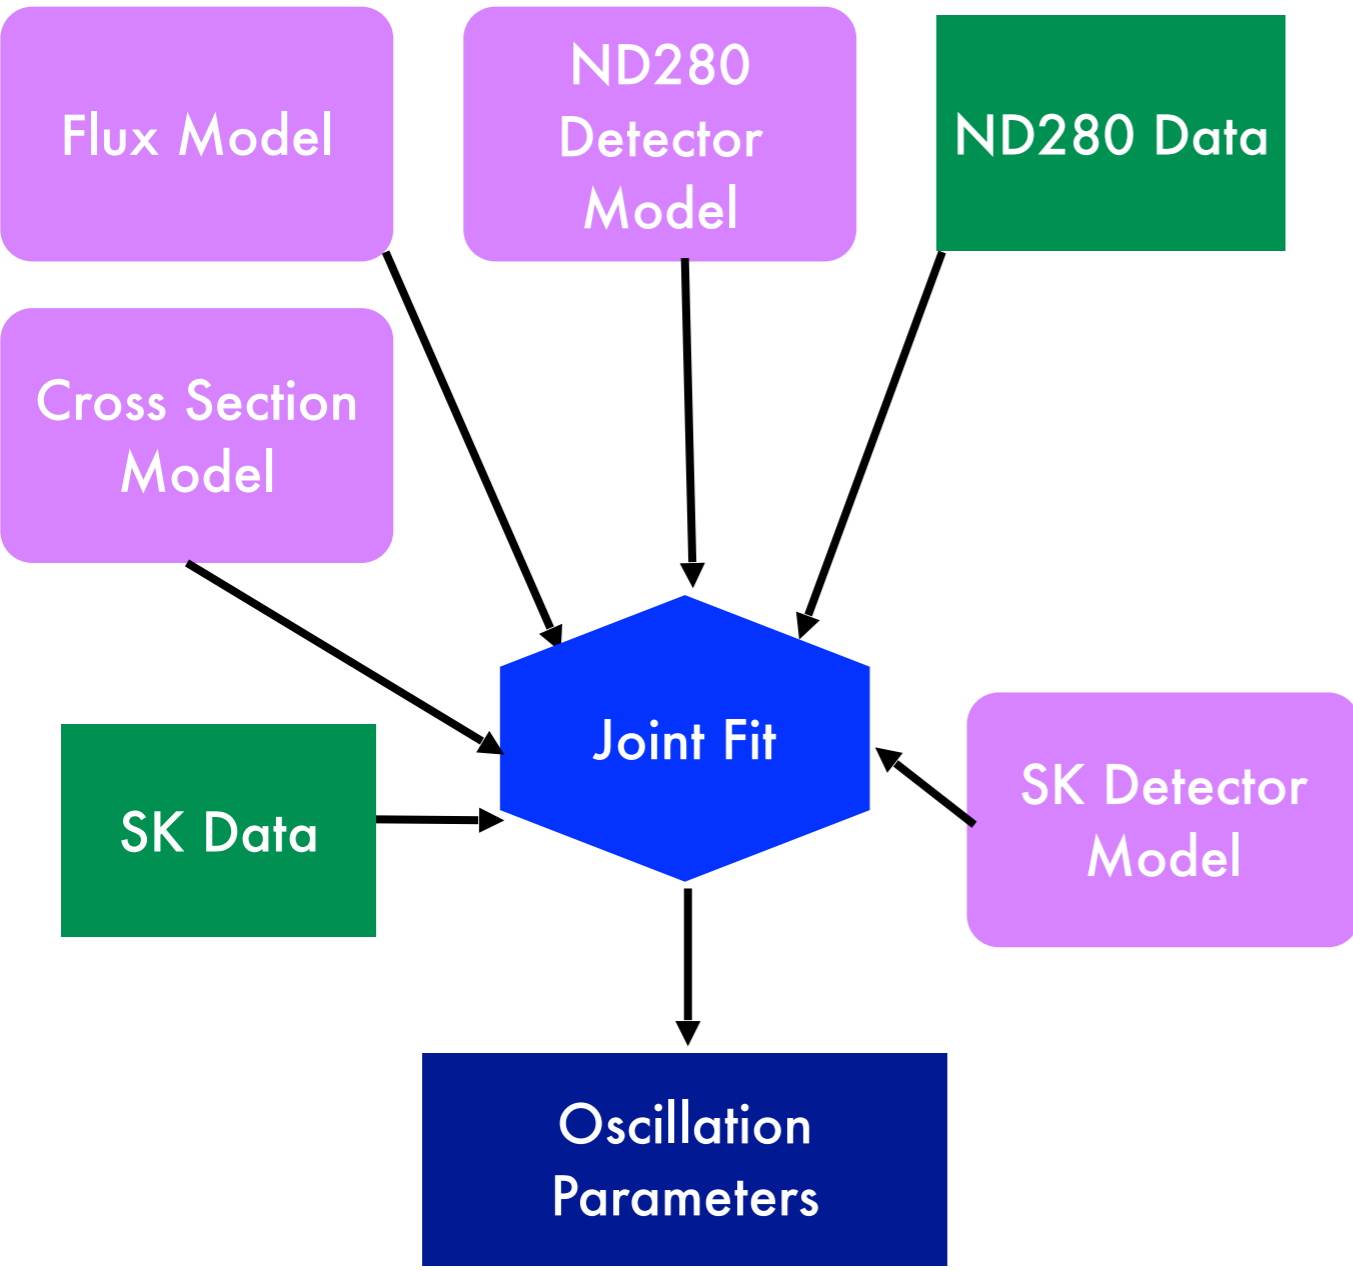 Flux Model
ND280
Detector
Model
ND280 Data
Cross Section
Model
Joint Fit
SK Data
SK Detector
Model
Oscillation
Parameters